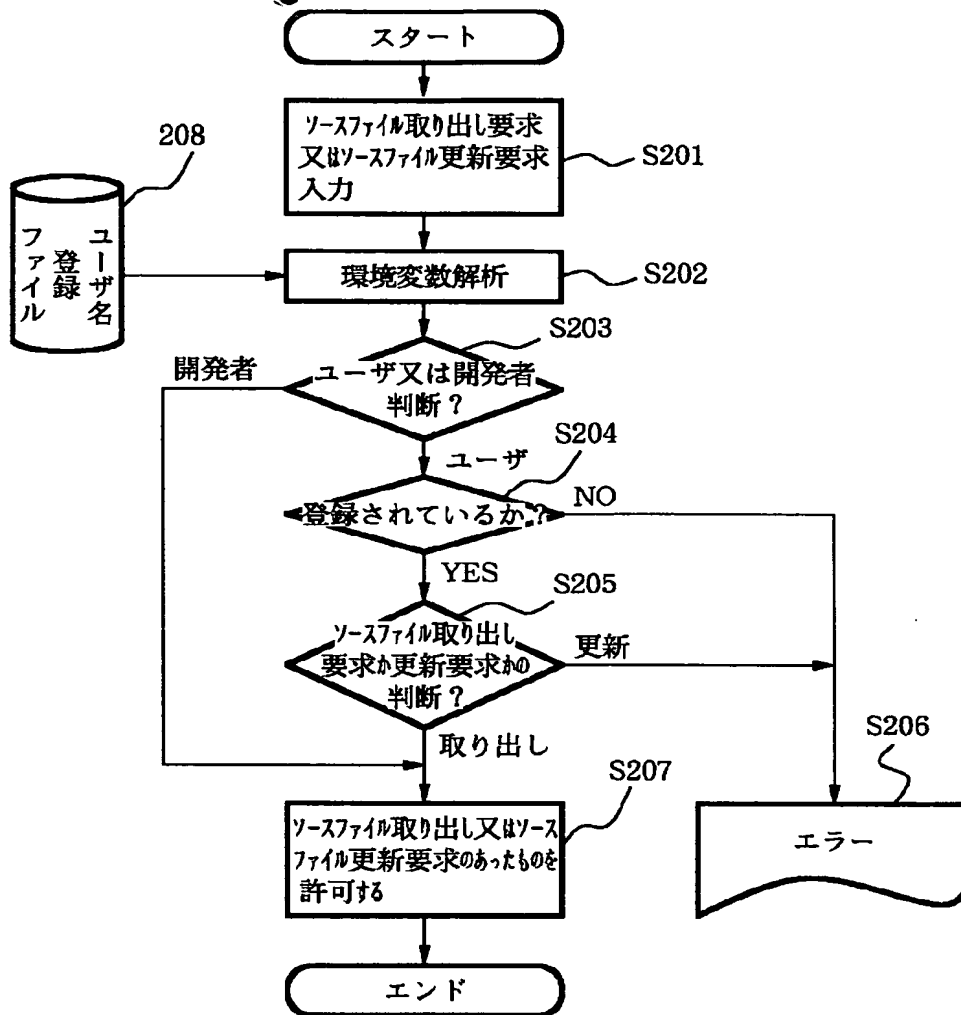 スタート
ソースファイル取り出し要求
又はソースファイル更新要求
入力
S201
208
ユーザ名
登録
ファイル
環境変数解析
S202
S203
ユーザ又は開発者
判断?
開発者
ユーザ
S204
登録されているか?
NO
YES
S205
ソースファイル取り出し
要求か更新要求かの
判断?
更新
取り出し
S206
エラー
S207
ソースファイル取り出し又はソース
ファイル更新要求のあったものを
許可する
エンド